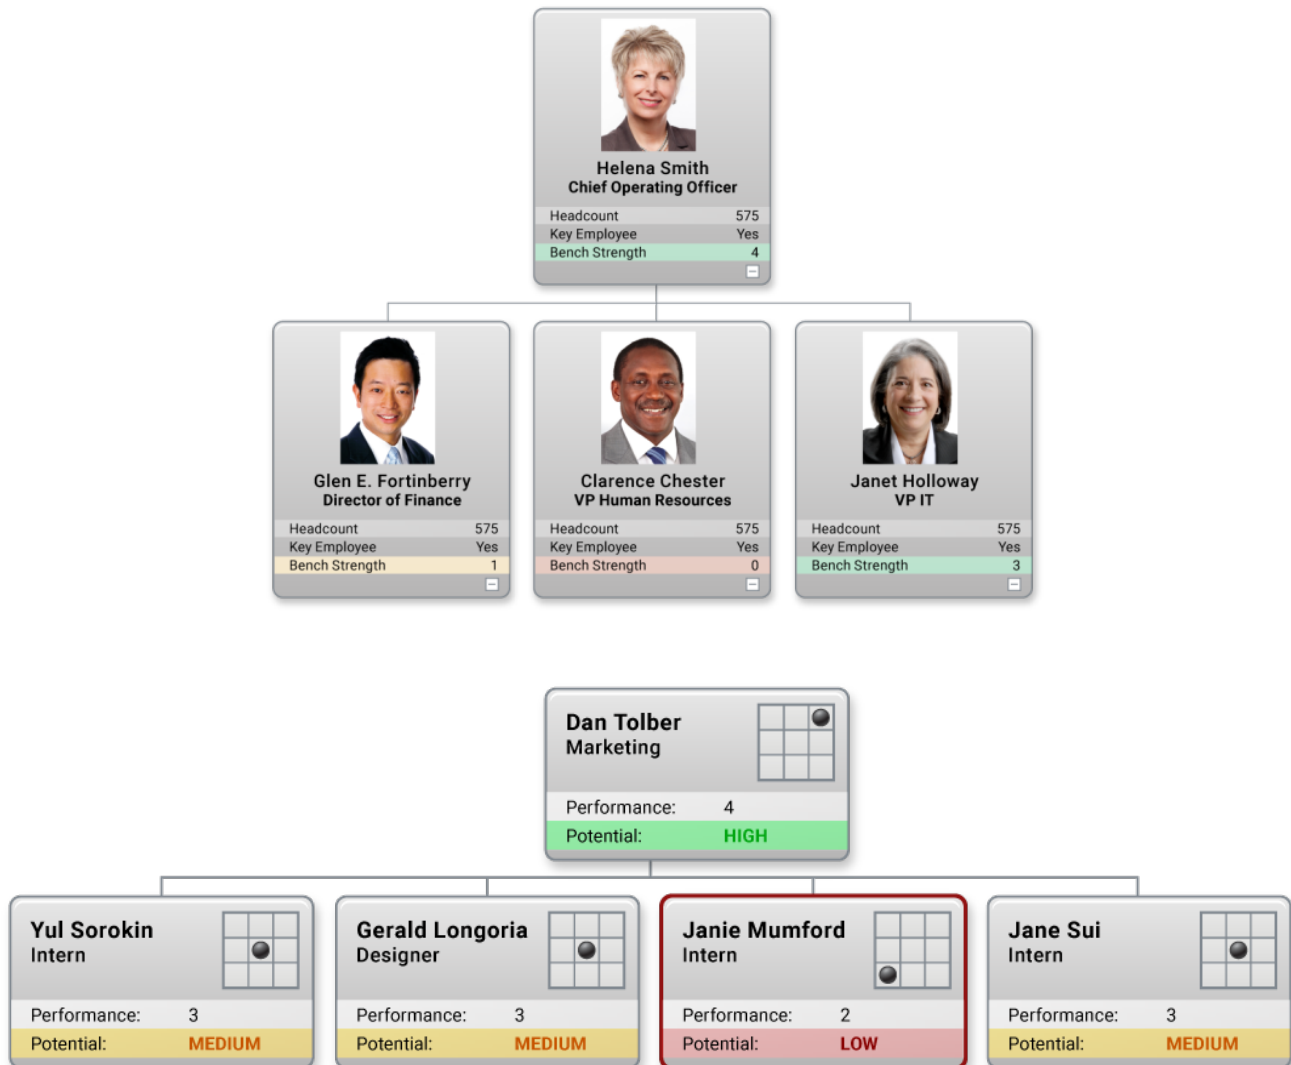 Helena Smith
Chief Operating Officer
Headcount 575
Key Employee Yes
Bench Strength 4
Glen E. Fortinberry
Director of Finance
Headcount 575
Key Employee Yes
Bench Strength 1
Clarence Chester
VP Human Resources
Headcount 575
Key Employee Yes
Bench Strength 0
Janet Holloway
VP IT
Headcount 575
Key Employee Yes
Bench Strength 3
Dan Tolber
Marketing
Performance: 4
Potential: HIGH
Yul Sorokin
Intern
Performance: 3
Potential: MEDIUM
Gerald Longoria
Designer
Performance: 3
Potential: MEDIUM
Janie Mumford
Intern
Performance: 2
Potential: LOW
Jane Sui
Intern
Performance: 3
Potential: MEDIUM